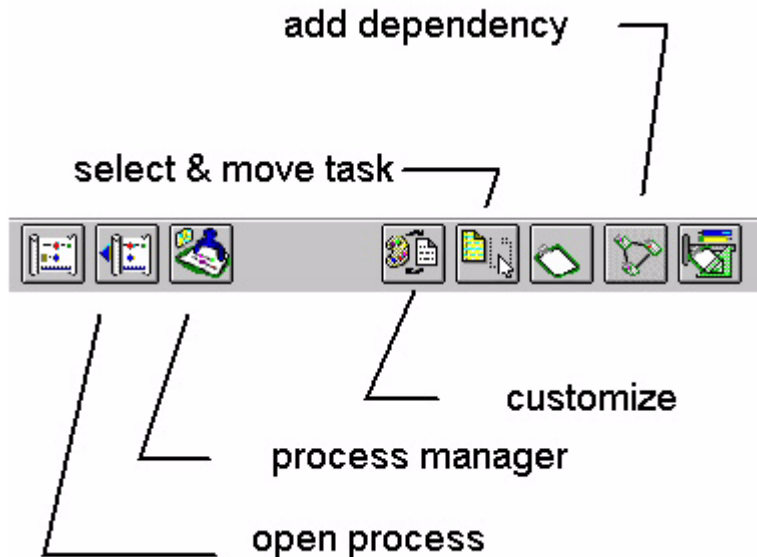 add dependency
select & move task
customize
process manager
open process